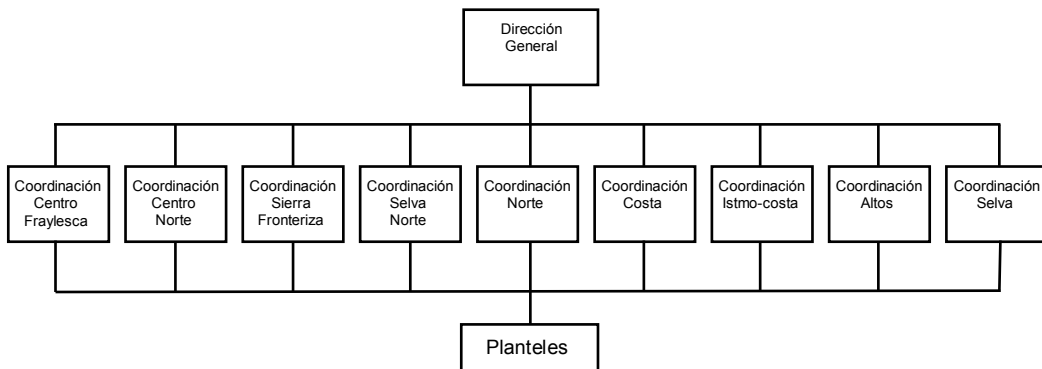 Dirección
General
Coordinación
Centro
Fraylesca
Coordinación
Centro
Norte
Coordinación
Sierra
Fronteriza
Coordinación
Selva
Norte
Coordinación
Norte
Coordinación
Costa
Coordinación
Istmo-costa
Coordinación
Altos
Coordinación
Selva
Planteles